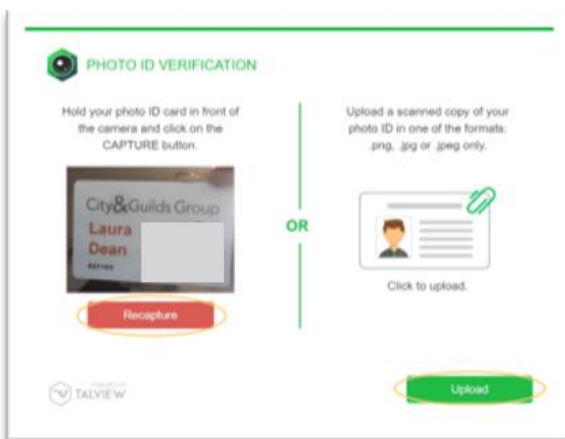 PHOTO ID VERIFICATION
Hold your photo ID card in front of
the camera and click on the
CAPTURE button.
City&Guilds Group
Laura
Dean
Recapture
OR
Upload a scanned copy of your
photo ID in one of the formats:
.png, .jpg or .jpeg only.
Click to upload.
TALVIEW
Upload